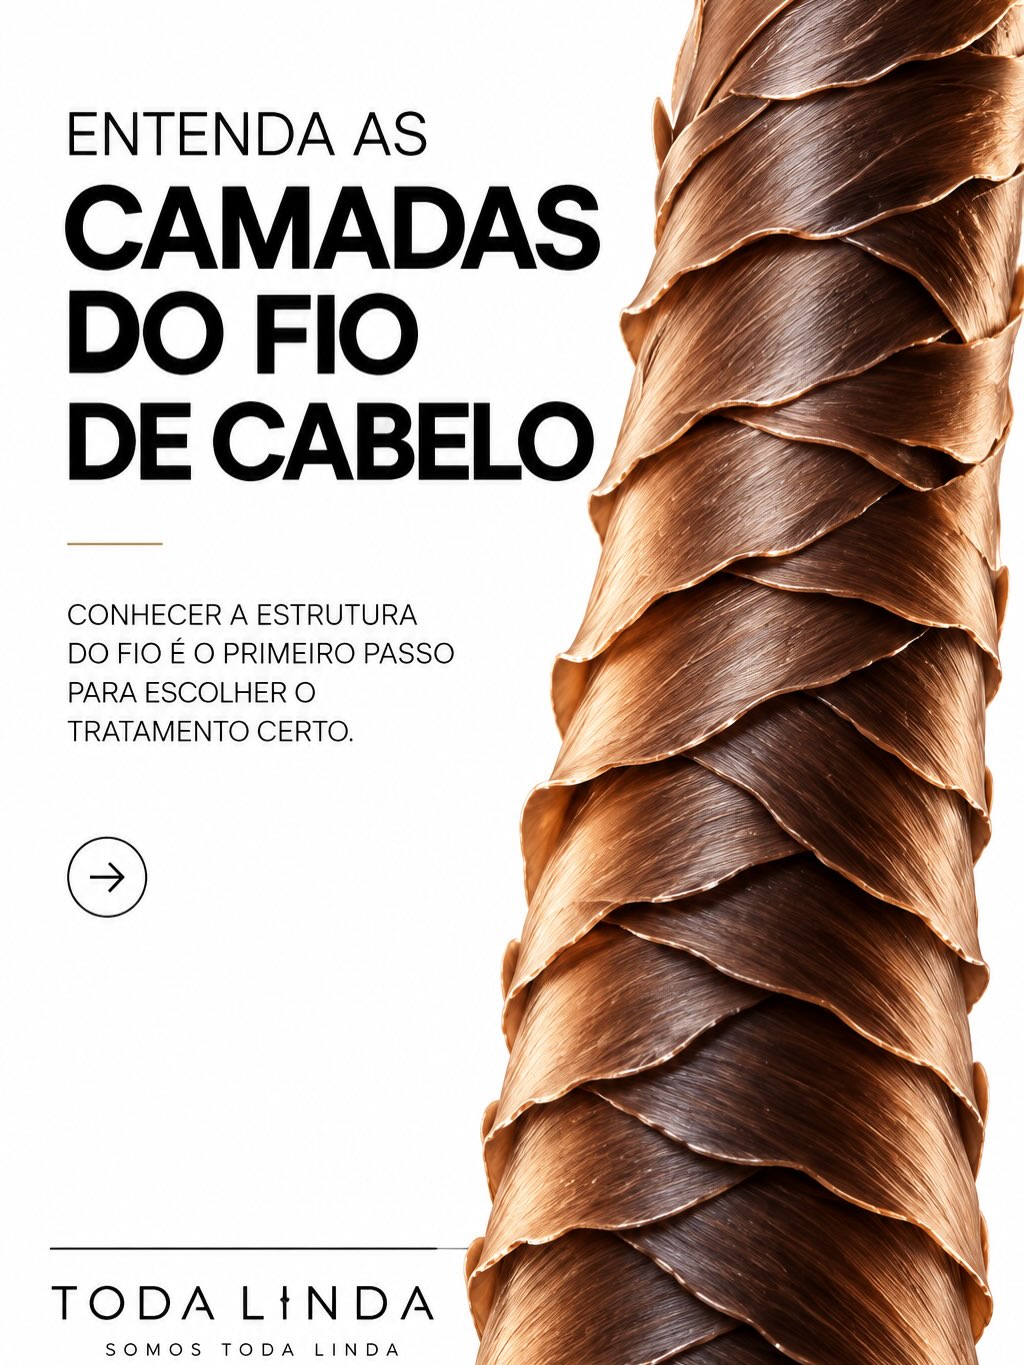 ENTENDA AS
CAMADAS
DO FIO
DE CABELO
CONHECER A ESTRUTURA
DO FIO É O PRIMEIRO PASSO
PARA ESCOLHER O
TRATAMENTO CERTO.
TODA LINDA
SOMOS TODA LINDA